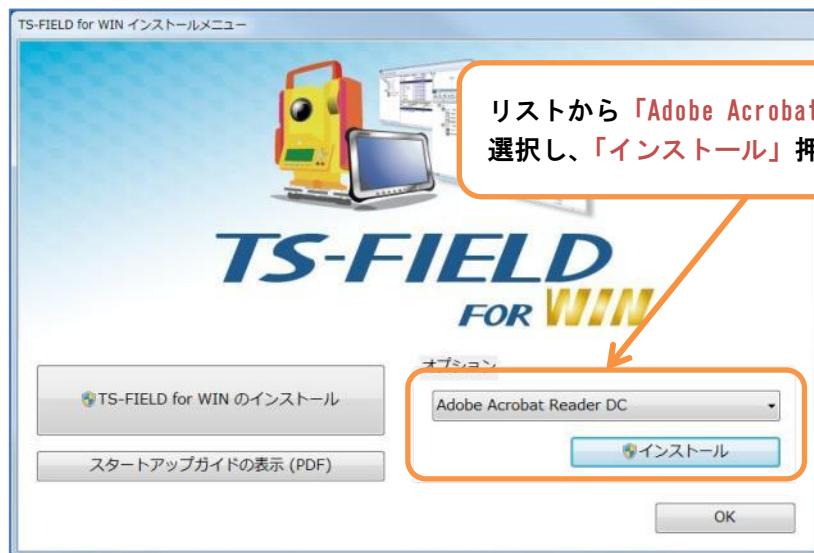 TS-FIELD for WIN インストールメニュー
リストから「Adobe Acrobat
選択し、「インストール」押
TS-FIELD
FOR WIN
オプション
TS-FIELD for WIN のインストール
Adobe Acrobat Reader DC
インストール
スタートアップガイドの表示 (PDF)
OK